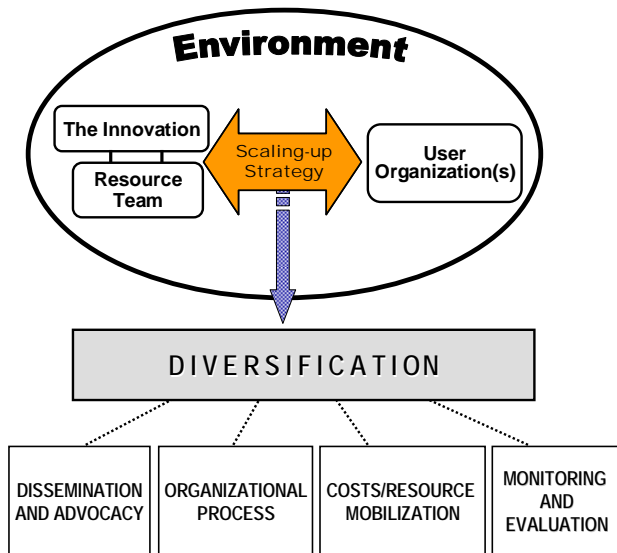 Environment
The Innovation
Resource
Team
Scaling-up
Strategy
User
Organization(s)
DIVERSIFICATION
DISSEMINATION
AND ADVOCACY
ORGANIZATIONAL
PROCESS
COSTS/RESOURCE
MOBILIZATION
MONITORING
AND
EVALUATION